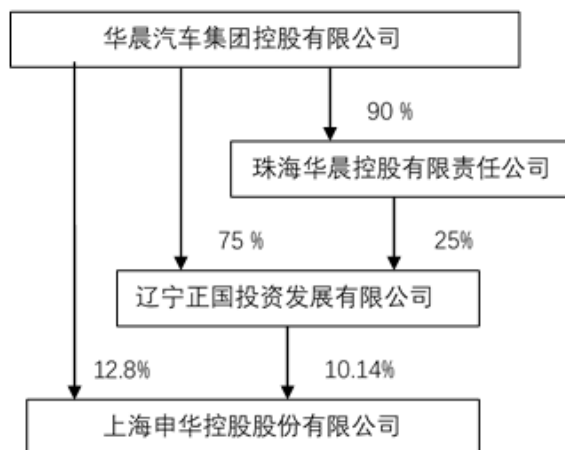 华晨汽车集团控股有限公司
90 %
珠海华晨控股有限责任公司
75 %
25%
辽宁正国投资发展有限公司
12.8%
10.14%
上海申华控股股份有限公司